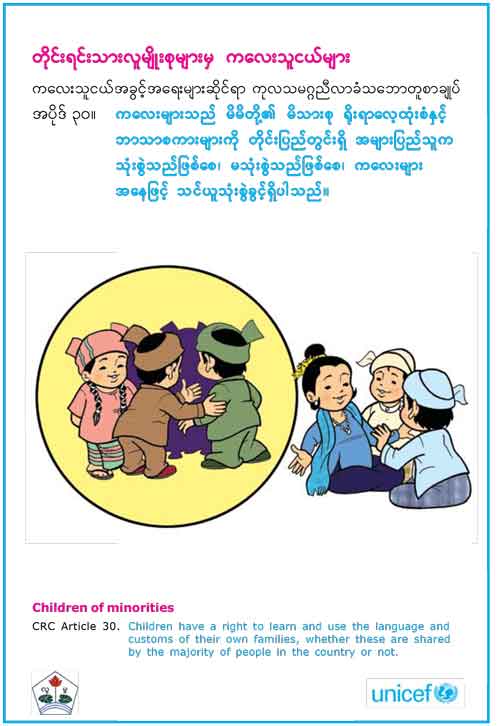 တိုင်းရင်းသားလူမျိုးစုများမှ ကလေးသူငယ်များ
ကလေးသူငယ်အခွင့်အရေးများဆိုင်ရာ ကုလသမဂ္ဂညီလာခံသဘောတူစာချုပ်
အပိုဒ် ၃၀။ ကလေးများသည် မိမိတို့၏ မိသားစု ရိုးရာလေ့ထုံးစံနှင့်
ဘာသာစကားများကို တိုင်းပြည်တွင်းရှိ အများပြည်သူက
သုံးစွဲသည်ဖြစ်စေ၊ မသုံးစွဲသည်ဖြစ်စေ၊ ကလေးများ
အနေဖြင့် သင်ယူသုံးစွဲခွင့်ရှိပါသည်။
Children of minorities
CRC Article 30. Children have a right to learn and use the language and
customs of their own families, whether these are shared
by the majority of people in the country or not.
unicef